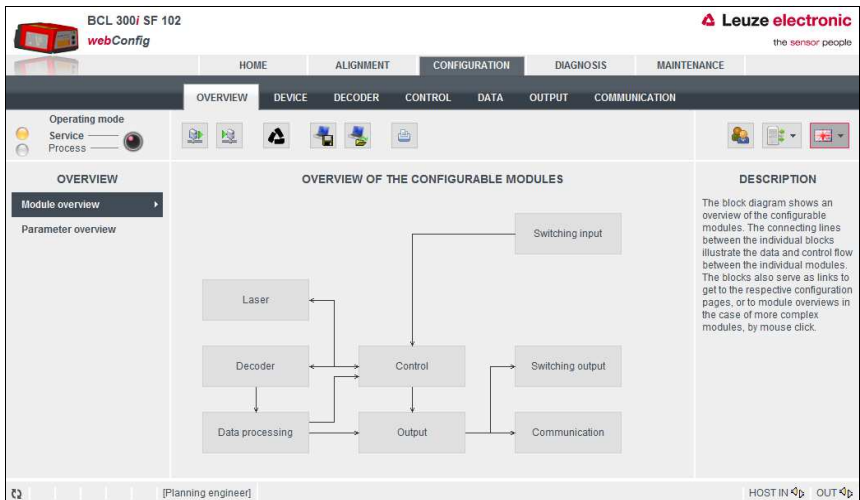 BCL 300i SF 102
webConfig
Leuze electronic
the sensor people
HOME ALIGNMENT CONFIGURATION DIAGNOSIS MAINTENANCE
OVERVIEW DEVICE DECODER CONTROL DATA OUTPUT COMMUNICATION
Operating mode
Service
Process
OVERVIEW
Module overview
Parameter overview
OVERVIEW OF THE CONFIGURABLE MODULES
Switching input
Laser
Decoder
Control
Switching output
Data processing
Output
Communication
DESCRIPTION
The block diagram shows an
overview of the configurable
modules. The connecting lines
between the individual blocks
illustrate the data and control flow
between the individual modules.
The blocks also serve as links to
get to the respective configuration
pages, or to module overviews in
the case of more complex
modules, by mouse click.
[Planning engineer]
HOST IN OUT